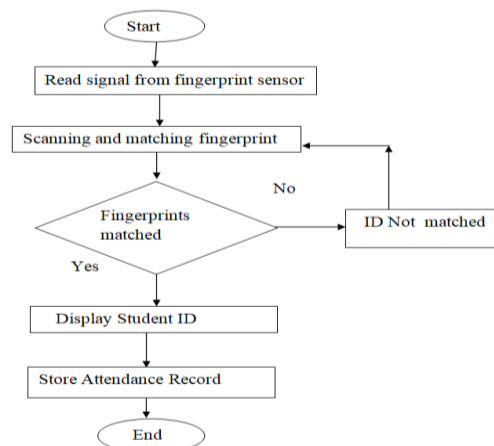 Start
Read signal from fingerprint sensor
Scanning and matching fingerprint
No
Fingerprints
matched
ID Not matched
Yes
Display Student ID
Store Attendance Record
End